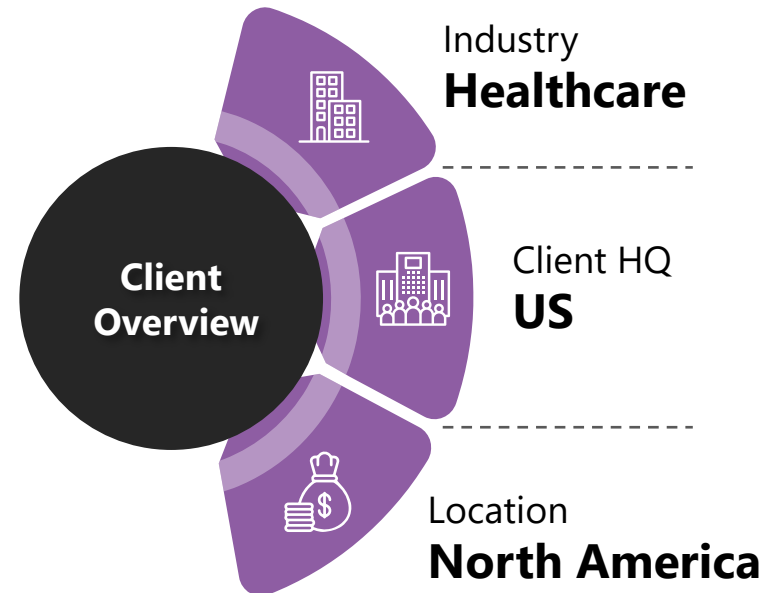 Industry
Healthcare
Client
Overview
Client HQ
US
$
Location
North America